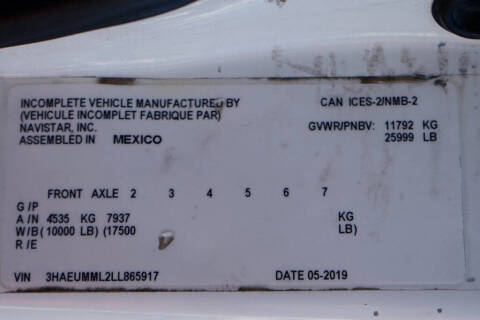 INCOMPLETE VEHICLE MANUFACTURED BY
(VEHICULE INCOMPLET FABRIQUE PAR)
NAVISTAR, INC.
ASSEMBLED IN MEXICO
CAN ICES-2/NMB-2
GVWR/PNBV: 11792 KG
25999 LB
FRONT AXLE 2 3 4 5 6 7
G/P
A/N 4535 KG 7937 KG
W/B (10000 LB) (17500 LB)
R/E
VIN 3HAEUMML2LL865917 DATE 05-2019